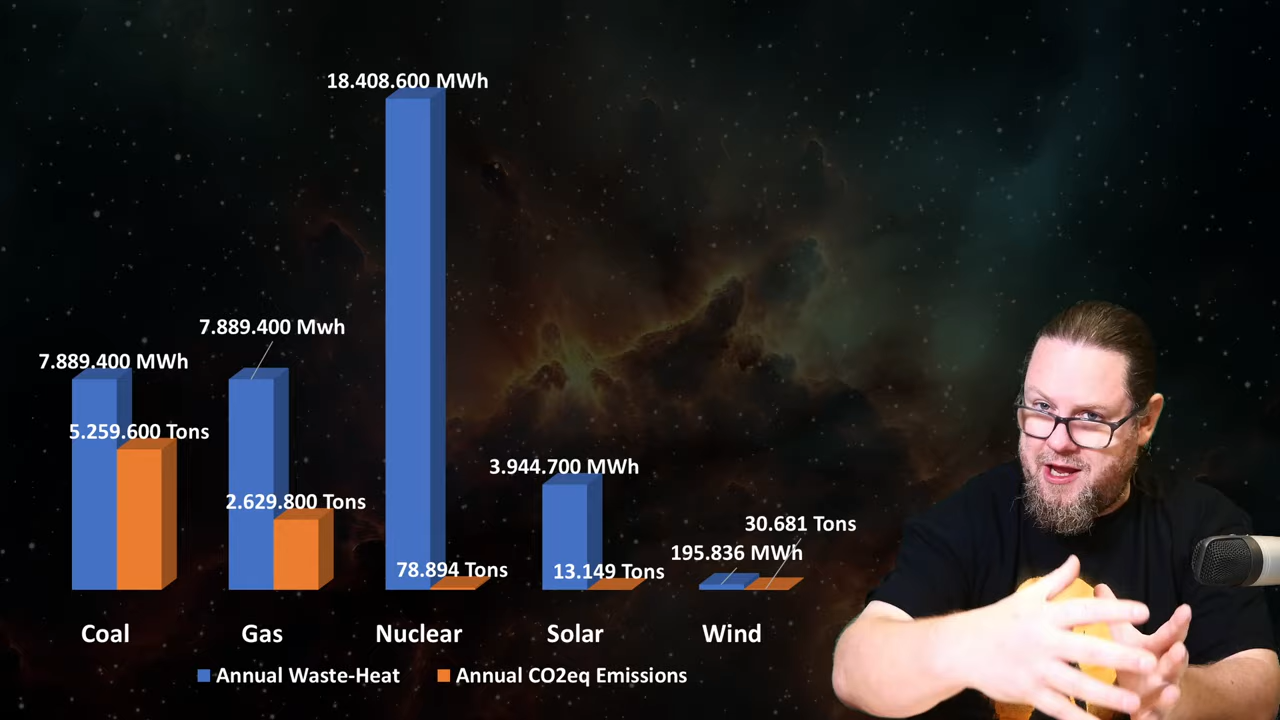 18.408.600 MWh
7.889.400 Mwh
7.889.400 MWh
5.259.600 Tons
3.944.700 MWh
2.629.800 Tons
30.681 Tons
195.836 MWh
78.894 Tons
13.149 Tons
Coal
Gas
Nuclear
Solar
Wind
Annual Waste-Heat
Annual CO2eq Emissions